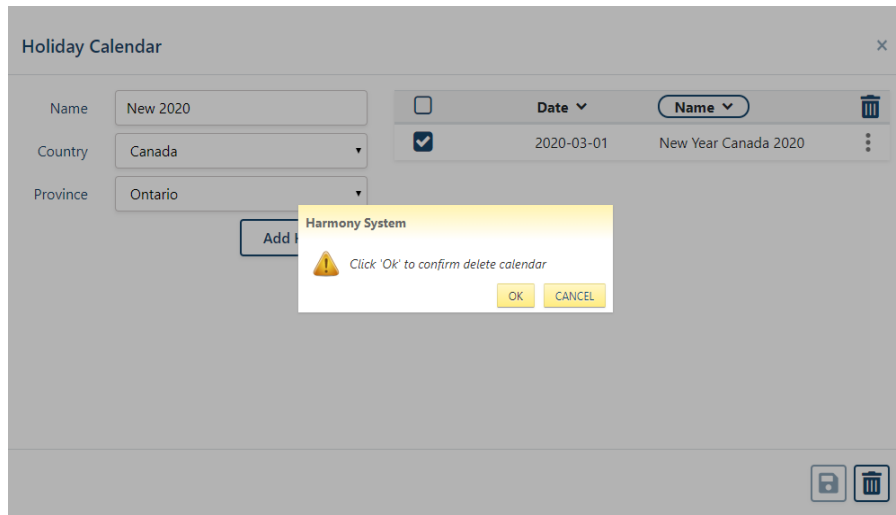 Holiday Calendar
×
Name New 2020
Country Canada
Province Ontario
Add
Date Name
2020-03-01 New Year Canada 2020
Harmony System
Click 'Ok' to confirm delete calendar
OK CANCEL